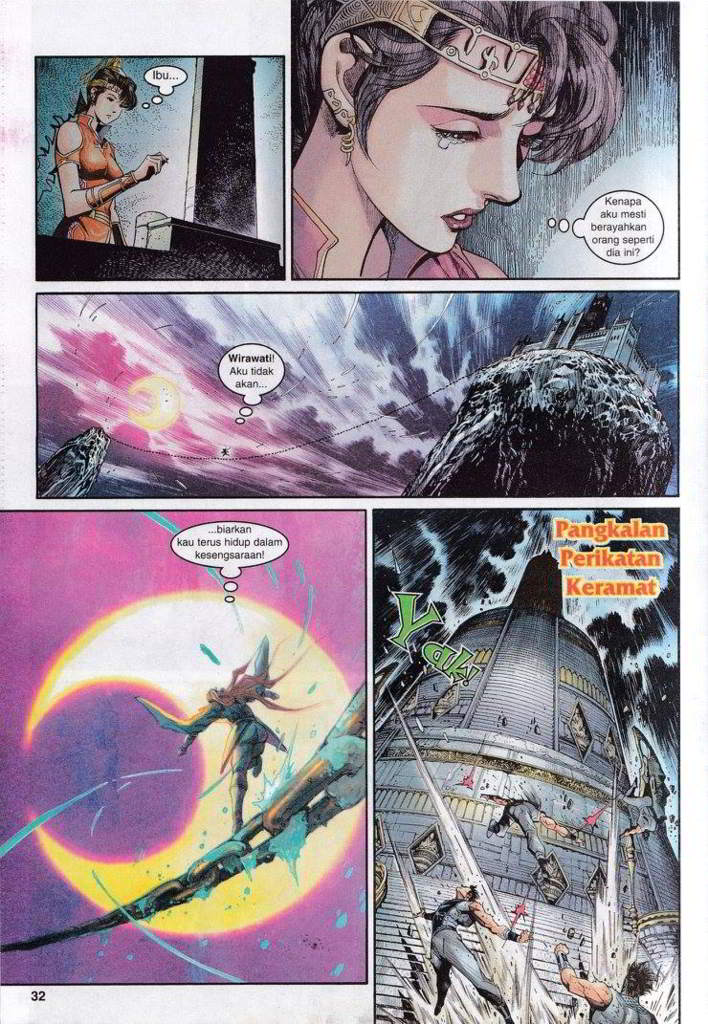 Ibu...
Kenapa
aku mesti
berayahkan
orang seperti
dia ini?
Wirawati!
Aku tidak
akan...
...biarkan
kau terus hidup dalam
kesengsaraan!
Pangkalan
Perikatan
Keramat
Yak!
32